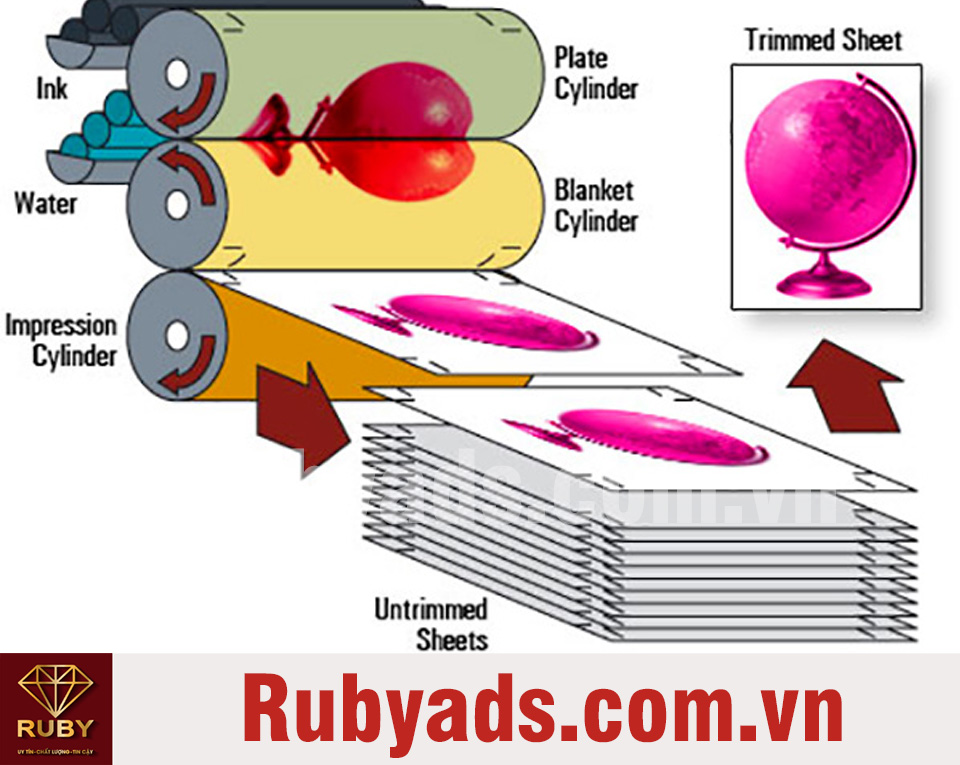 Trimmed Sheet
Ink
Plate
Cylinder
Water
Blanket
Cylinder
Impression
Cylinder
ads.com.vn
Untrimmed
Sheets
RUBY
UY TÍN-CHẤT LƯỢNG-TIN CẬY
Rubyads.com.vn